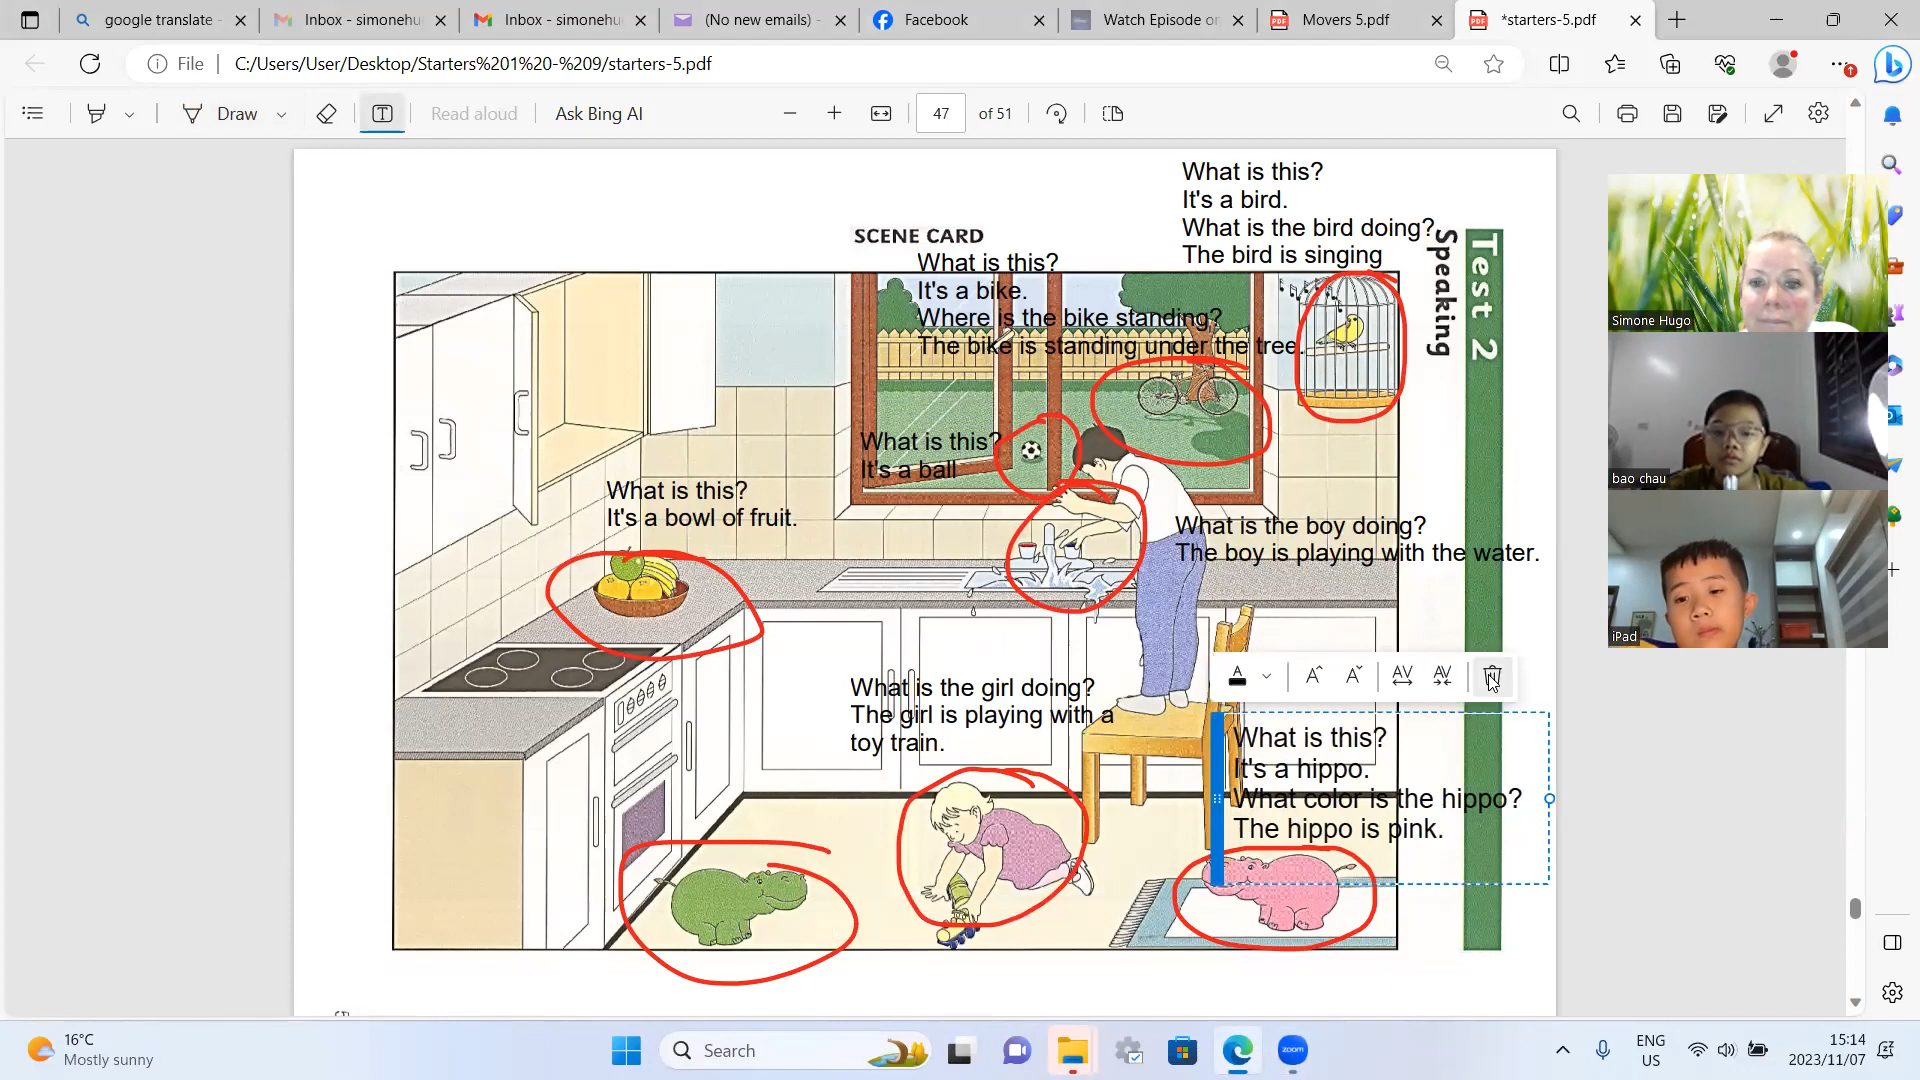 google translate -
Inbox - simonehu
Inbox - simonehu
(No new emails) -
Facebook
Watch Episode on
Movers 5.pdf
*starters-5.pdf
File
C:/Users/User/Desktop/Starters%201%20-%209/starters-5.pdf
Draw
Read aloud
Ask Bing AI
47
of 51
What is this?
It's a bird.
What is the bird doing?
The bird is singing
SCENE CARD
Test 2
Speaking
What is this?
It's a bike.
Where is the bike standing?
The bike is standing under the tree.
What is this?
It's a ball
What is this?
It's a bowl of fruit.
What is the boy doing?
The boy is playing with the water.
What is the girl doing?
The girl is playing with a
toy train.
What is this?
It's a hippo.
What color is the hippo?
The hippo is pink.
Simone Hugo
bao chau
iPad
16°C
Mostly sunny
Search
zoom
ENG
US
15:14
2023/11/07